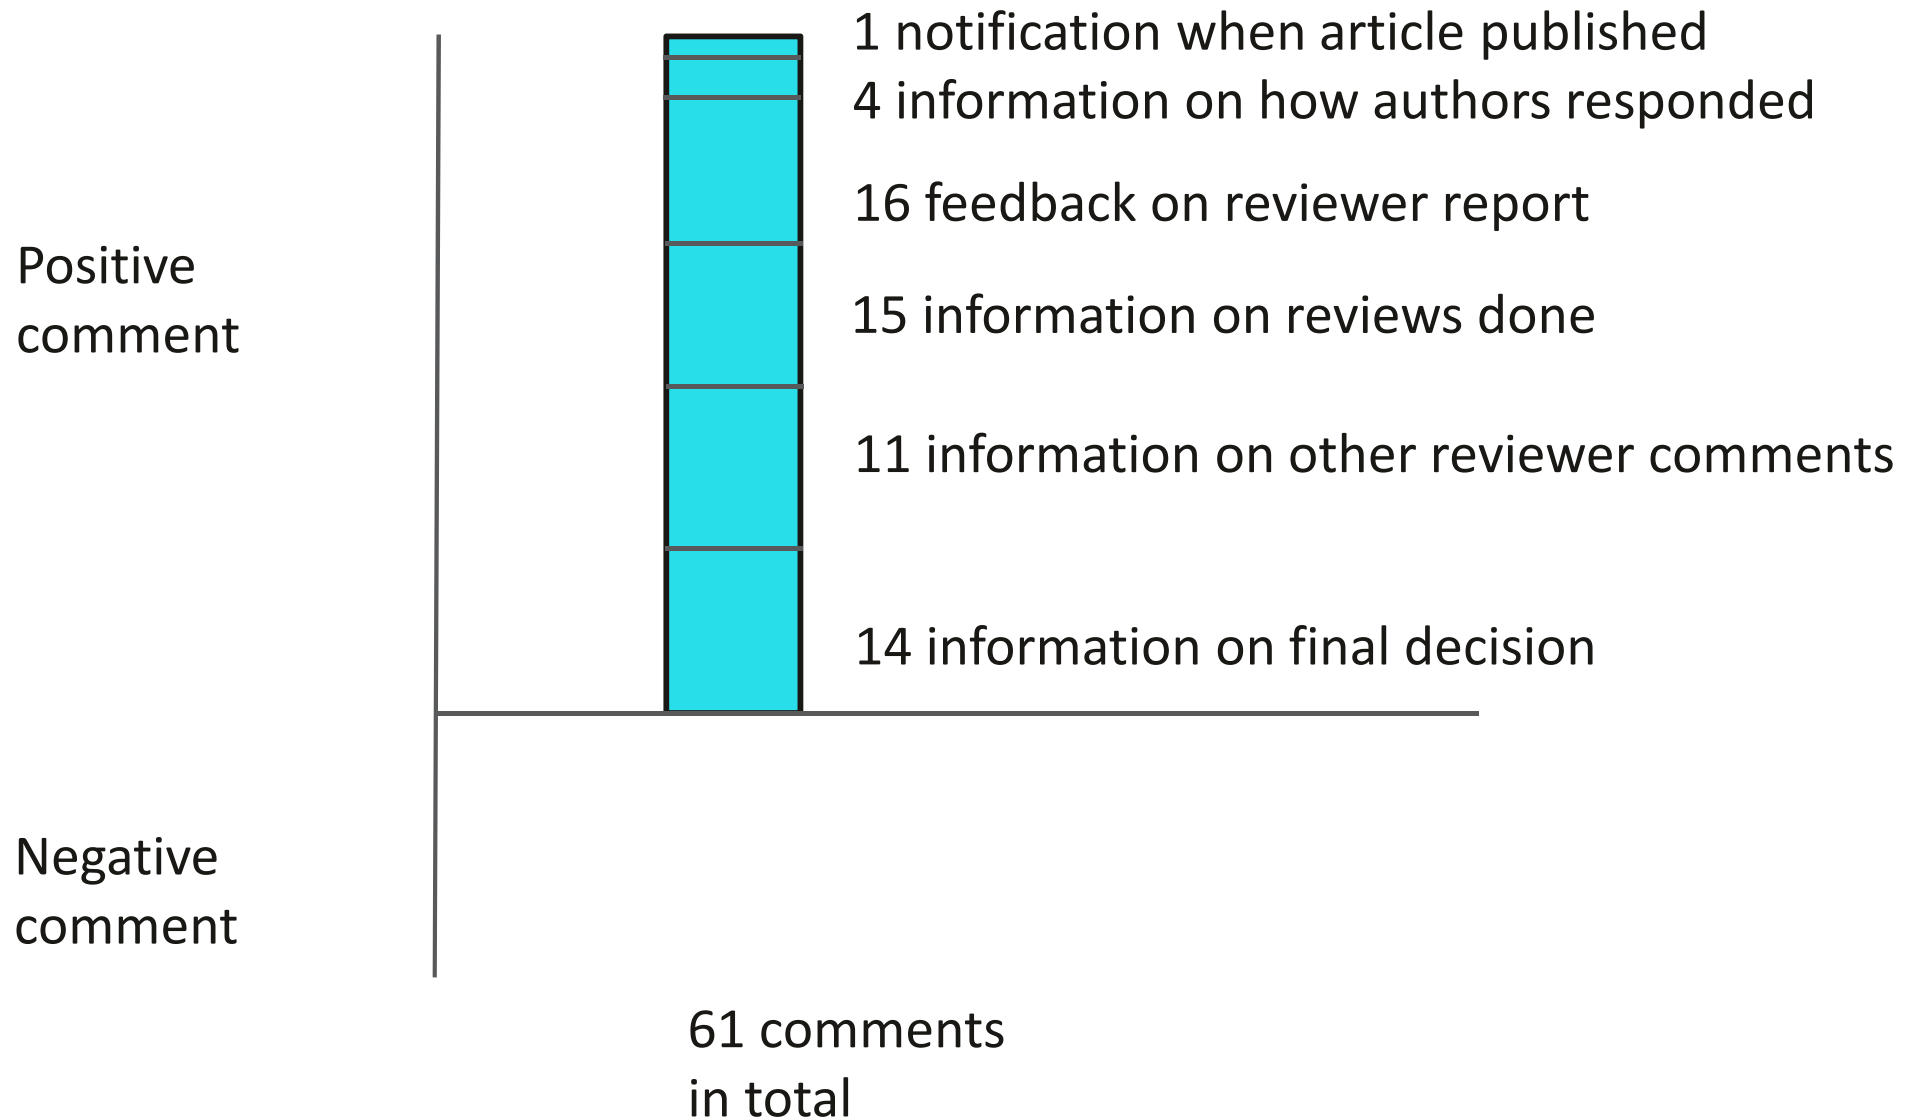 1 notification when article published
4 information on how authors responded
16 feedback on reviewer report
Positive
comment
15 information on reviews done
11 information on other reviewer comments
14 information on final decision
Negative
comment
61 comments
in total